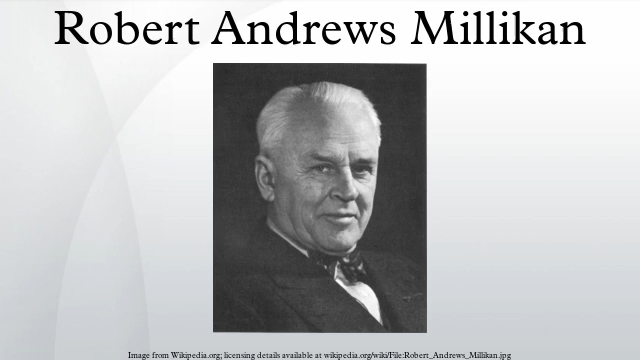 Robert Andrews Millikan
Image from Wikipedia.org; licensing details available at wikipedia.org/wiki/File:Robert_Andrews_Millikan.jpg